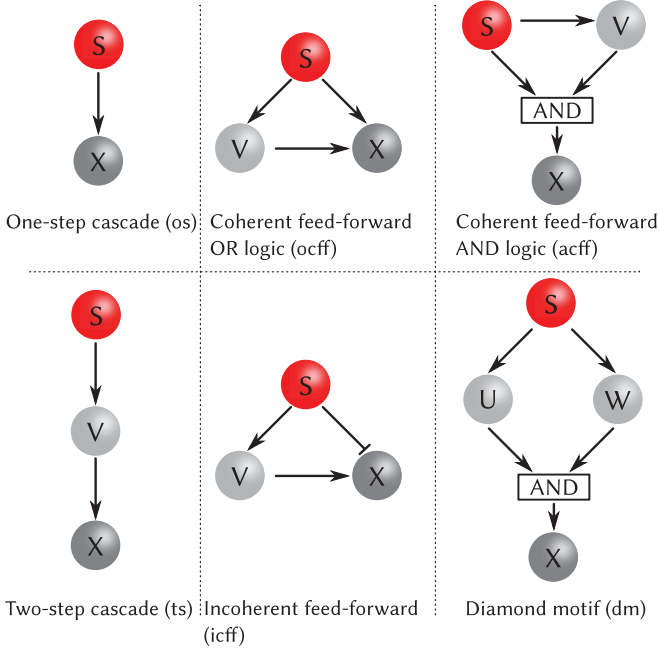 S
X
One-step cascade (os)
S
V
X
Coherent feed-forward
OR logic (ocff)
S
V
AND
X
Coherent feed-forward
AND logic (acff)
S
V
X
Two-step cascade (ts)
S
V
X
Incoherent feed-forward
(icff)
S
U
W
AND
X
Diamond motif (dm)